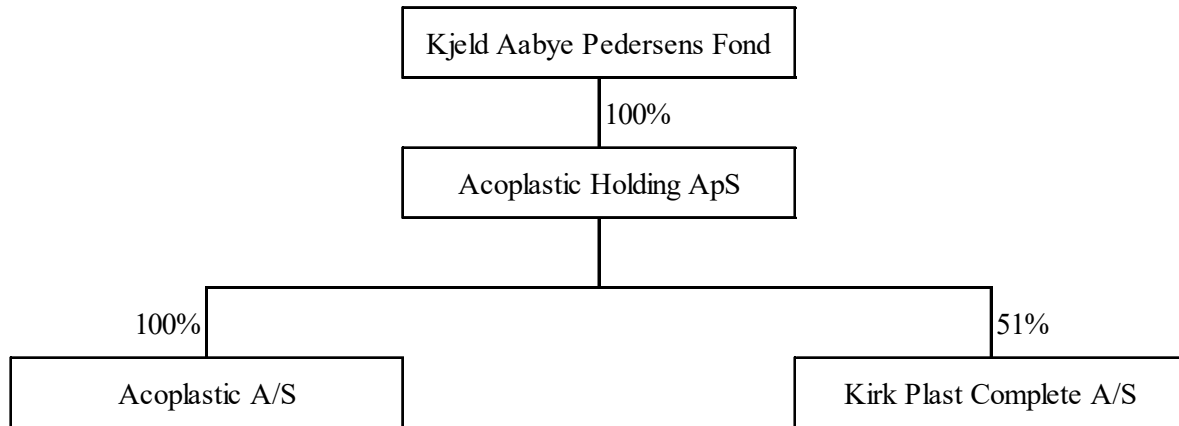 Kjeld Aabye Pedersens Fond
100%
Acoplastic Holding ApS
100%
51%
Acoplastic A/S
Kirk Plast Complete A/S